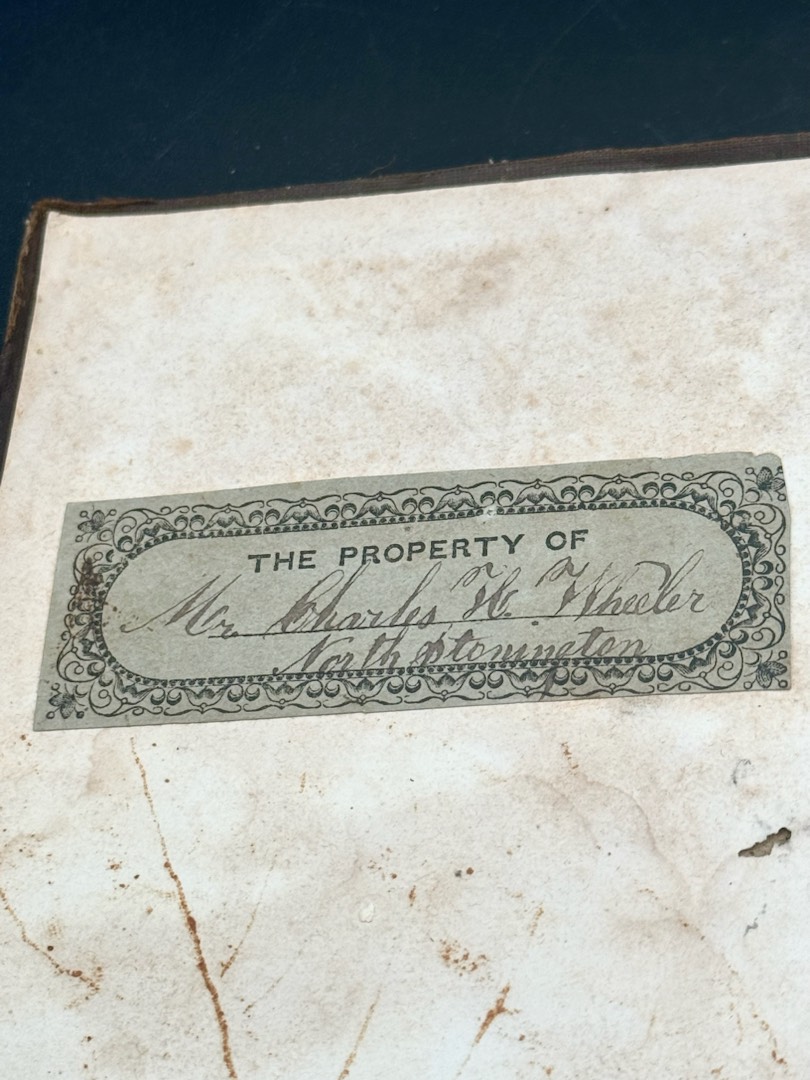 THE PROPERTY OF
Mr. Charles H. Wheeler
North Stonington